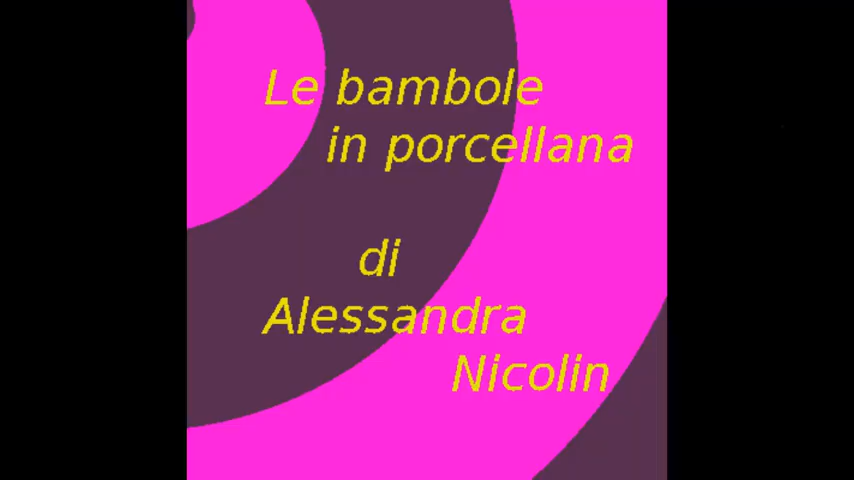 Le bambole
in porcellana
di
Alessandra
Nicolin